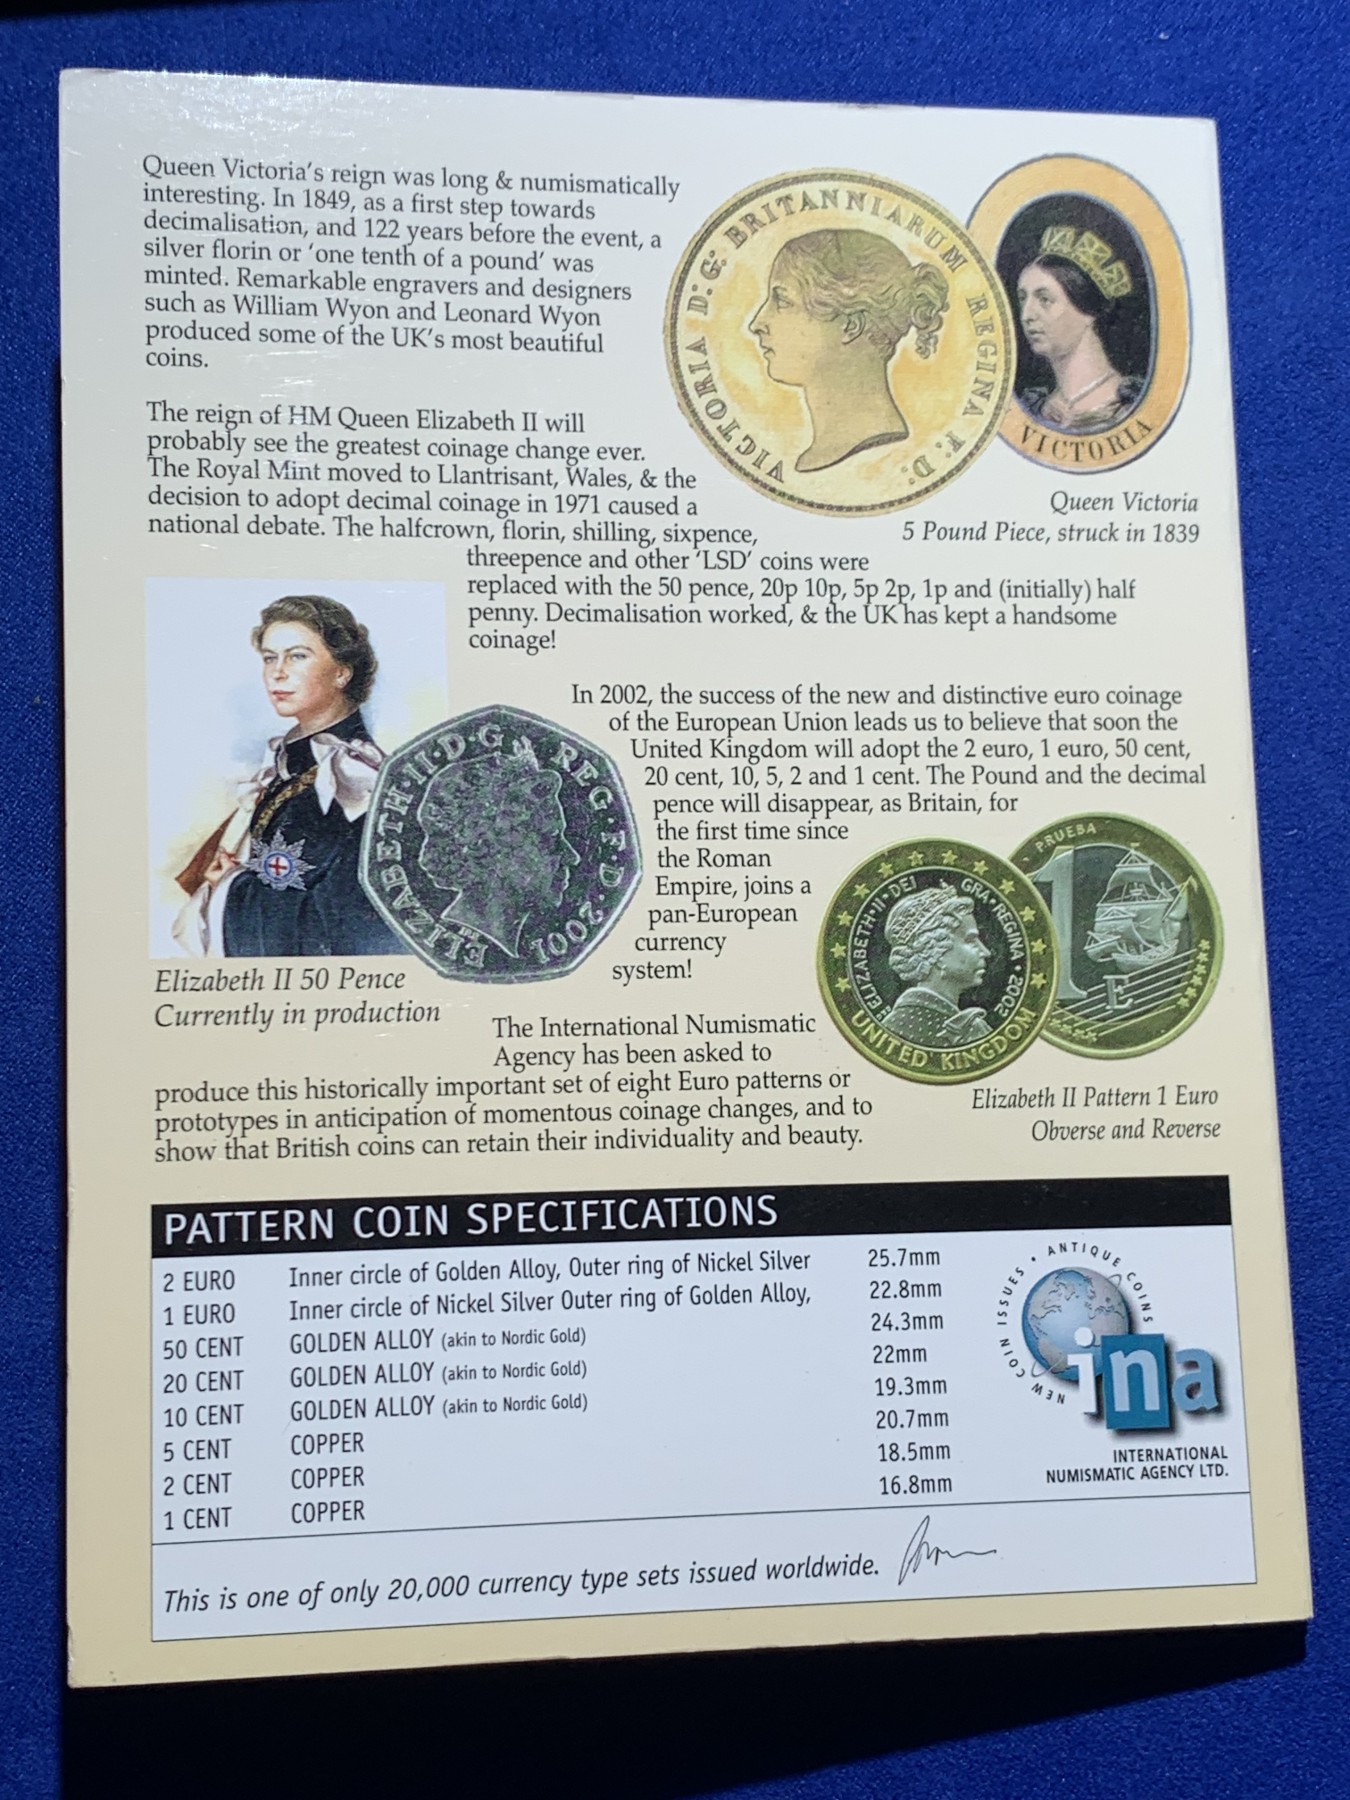 Queen Victoria's reign was long & numismatically
interesting. In 1849, as a first step towards
decimalisation, and 122 years before the event, a
silver florin or 'one tenth of a pound' was
minted. Remarkable engravers and designers
such as William Wyon and Leonard Wyon
produced some of the UK's most beautiful
coins.
VICTORIA D: G: BRITANNIARUM REGINA F: D:
VICTORIA
Queen Victoria
5 Pound Piece, struck in 1839
The reign of HM Queen Elizabeth II will
probably see the greatest coinage change ever.
The Royal Mint moved to Llantrisant, Wales, & the
decision to adopt decimal coinage in 1971 caused a
national debate. The halfcrown, florin, shilling, sixpence,
threepence and other 'LSD' coins were
replaced with the 50 pence, 20p 10p, 5p 2p, 1p and (initially) half
penny. Decimalisation worked, & the UK has kept a handsome
coinage!
ELIZABETH·II·D·G REG·F·D·2001
Elizabeth II 50 Pence
Currently in production
In 2002, the success of the new and distinctive euro coinage
of the European Union leads us to believe that soon the
United Kingdom will adopt the 2 euro, 1 euro, 50 cent,
20 cent, 10, 5, 2 and 1 cent. The Pound and the decimal
pence will disappear, as Britain, for
the first time since
the Roman
Empire, joins a
pan-European
currency
system!
ELIZABETH·II·DEI GRA·REGINA·2002
UNITED KINGDOM
PRUEBA
1
E
Elizabeth II Pattern 1 Euro
Obverse and Reverse
The International Numismatic
Agency has been asked to
produce this historically important set of eight Euro patterns or
prototypes in anticipation of momentous coinage changes, and to
show that British coins can retain their individuality and beauty.
PATTERN COIN SPECIFICATIONS
2 EURO Inner circle of Golden Alloy, Outer ring of Nickel Silver 25.7mm
1 EURO Inner circle of Nickel Silver Outer ring of Golden Alloy, 22.8mm
50 CENT GOLDEN ALLOY (akin to Nordic Gold) 24.3mm
20 CENT GOLDEN ALLOY (akin to Nordic Gold) 22mm
10 CENT GOLDEN ALLOY (akin to Nordic Gold) 19.3mm
5 CENT COPPER 20.7mm
2 CENT COPPER 18.5mm
1 CENT COPPER 16.8mm
NEW COIN ISSUES • ANTIQUE COINS
ina
INTERNATIONAL
NUMISMATIC AGENCY LTD.
This is one of only 20,000 currency type sets issued worldwide.